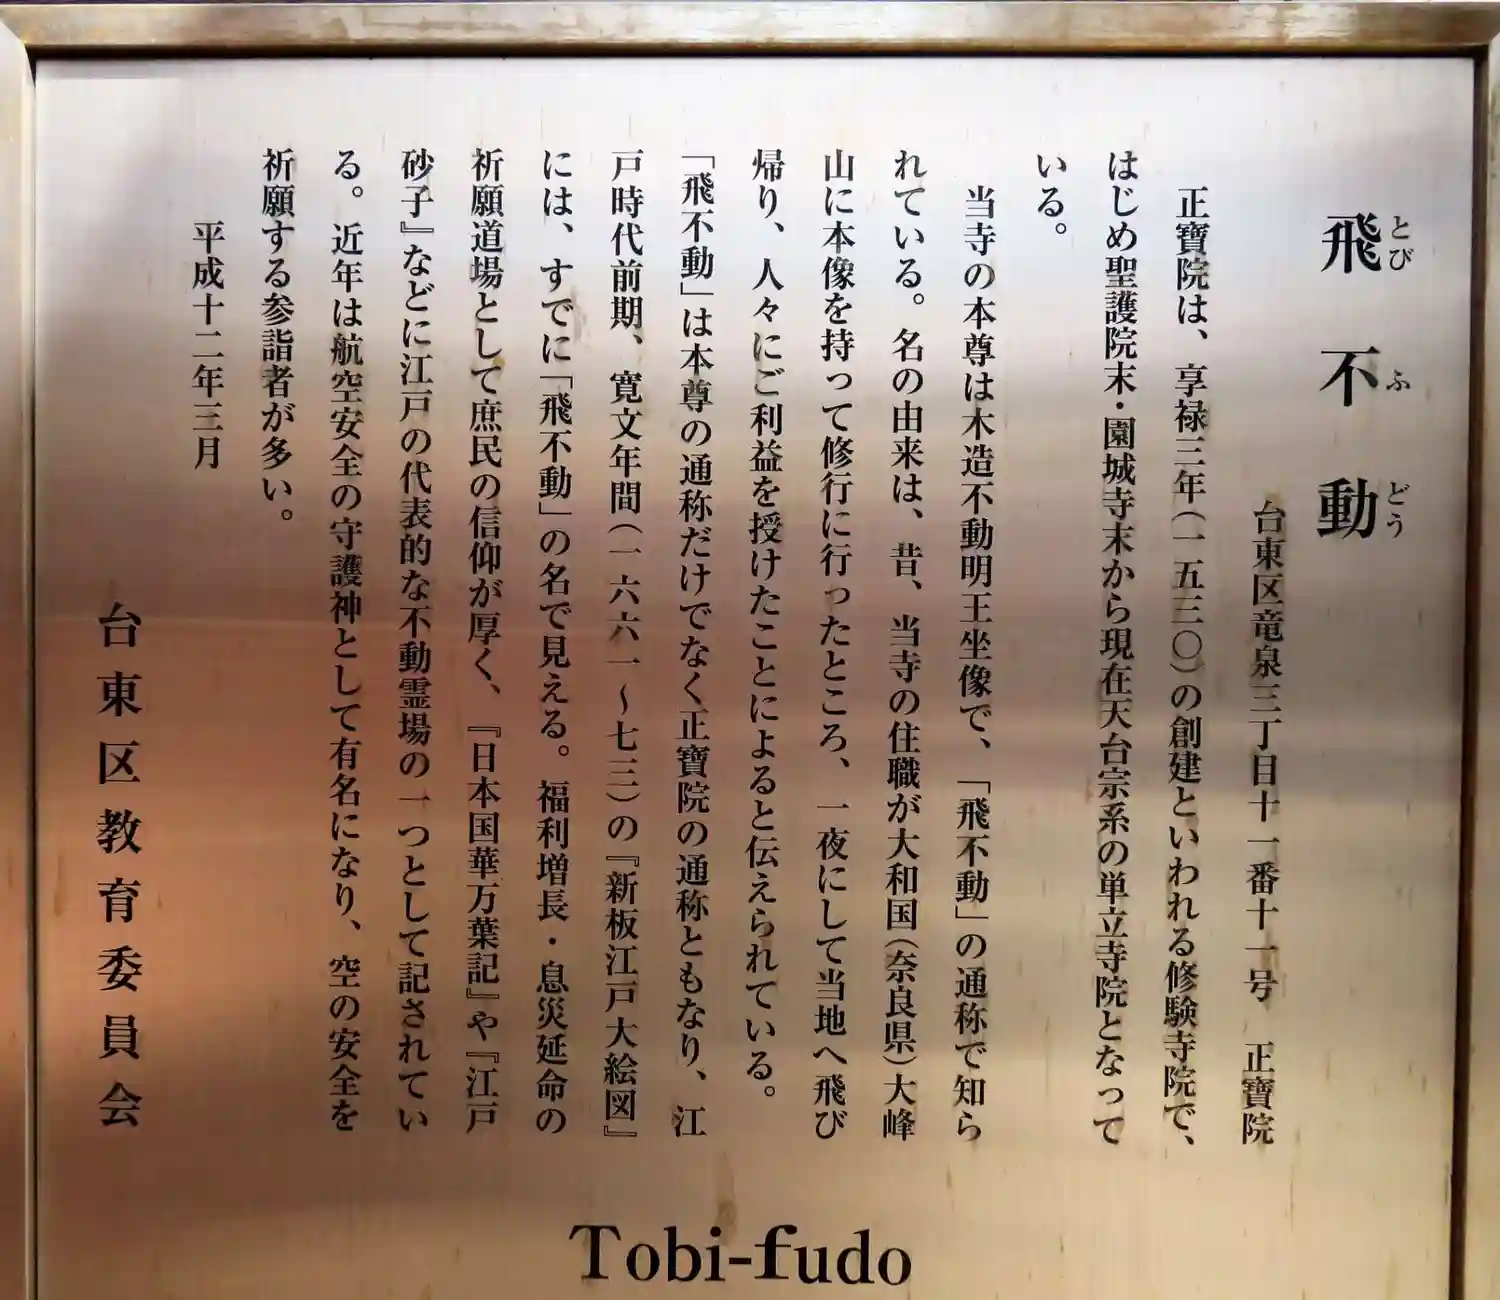 飛不動
とびふどう
台東区竜泉三丁目十一番十一号　正寶院
正寶院は、享禄三年（一五三〇）の創建といわれる修験寺院で、
はじめ聖護院末・園城寺末から現在天台宗系の単立寺院となって
いる。
当寺の本尊は木造不動明王坐像で、「飛不動」の通称で知ら
れている。名の由来は、昔、当寺の住職が大和国（奈良県）大峰
山に本像を持って修行に行ったところ、一夜にして当地へ飛び
帰り、人々にご利益を授けたことによると伝えられている。
「飛不動」は本尊の通称だけでなく正寶院の通称ともなり、江
戸時代前期、寛文年間（一六六一～七三）の『新板江戸大絵図』
には、すでに「飛不動」の名で見える。福利増長・息災延命の
祈願道場として庶民の信仰が厚く、『日本国華万葉記』や『江戸
砂子』などに江戸の代表的な不動霊場の一つとして記されてい
る。近年は航空安全の守護神として有名になり、空の安全を
祈願する参詣者が多い。
平成十二年三月
台東区教育委員会
Tobi-fudo